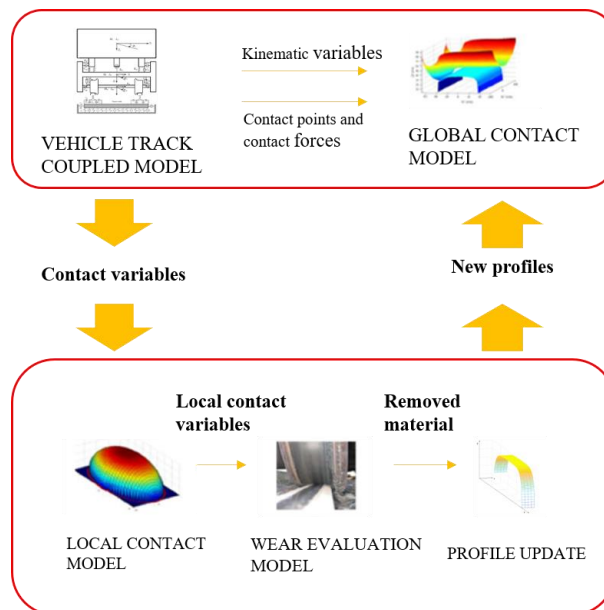 Kinematic variables
Contact points and
contact forces
VEHICLE TRACK
COUPLED MODEL
GLOBAL CONTACT
MODEL
Contact variables
New profiles
Local contact
variables
Removed
material
LOCAL CONTACT
MODEL
WEAR EVALUATION
MODEL
PROFILE UPDATE